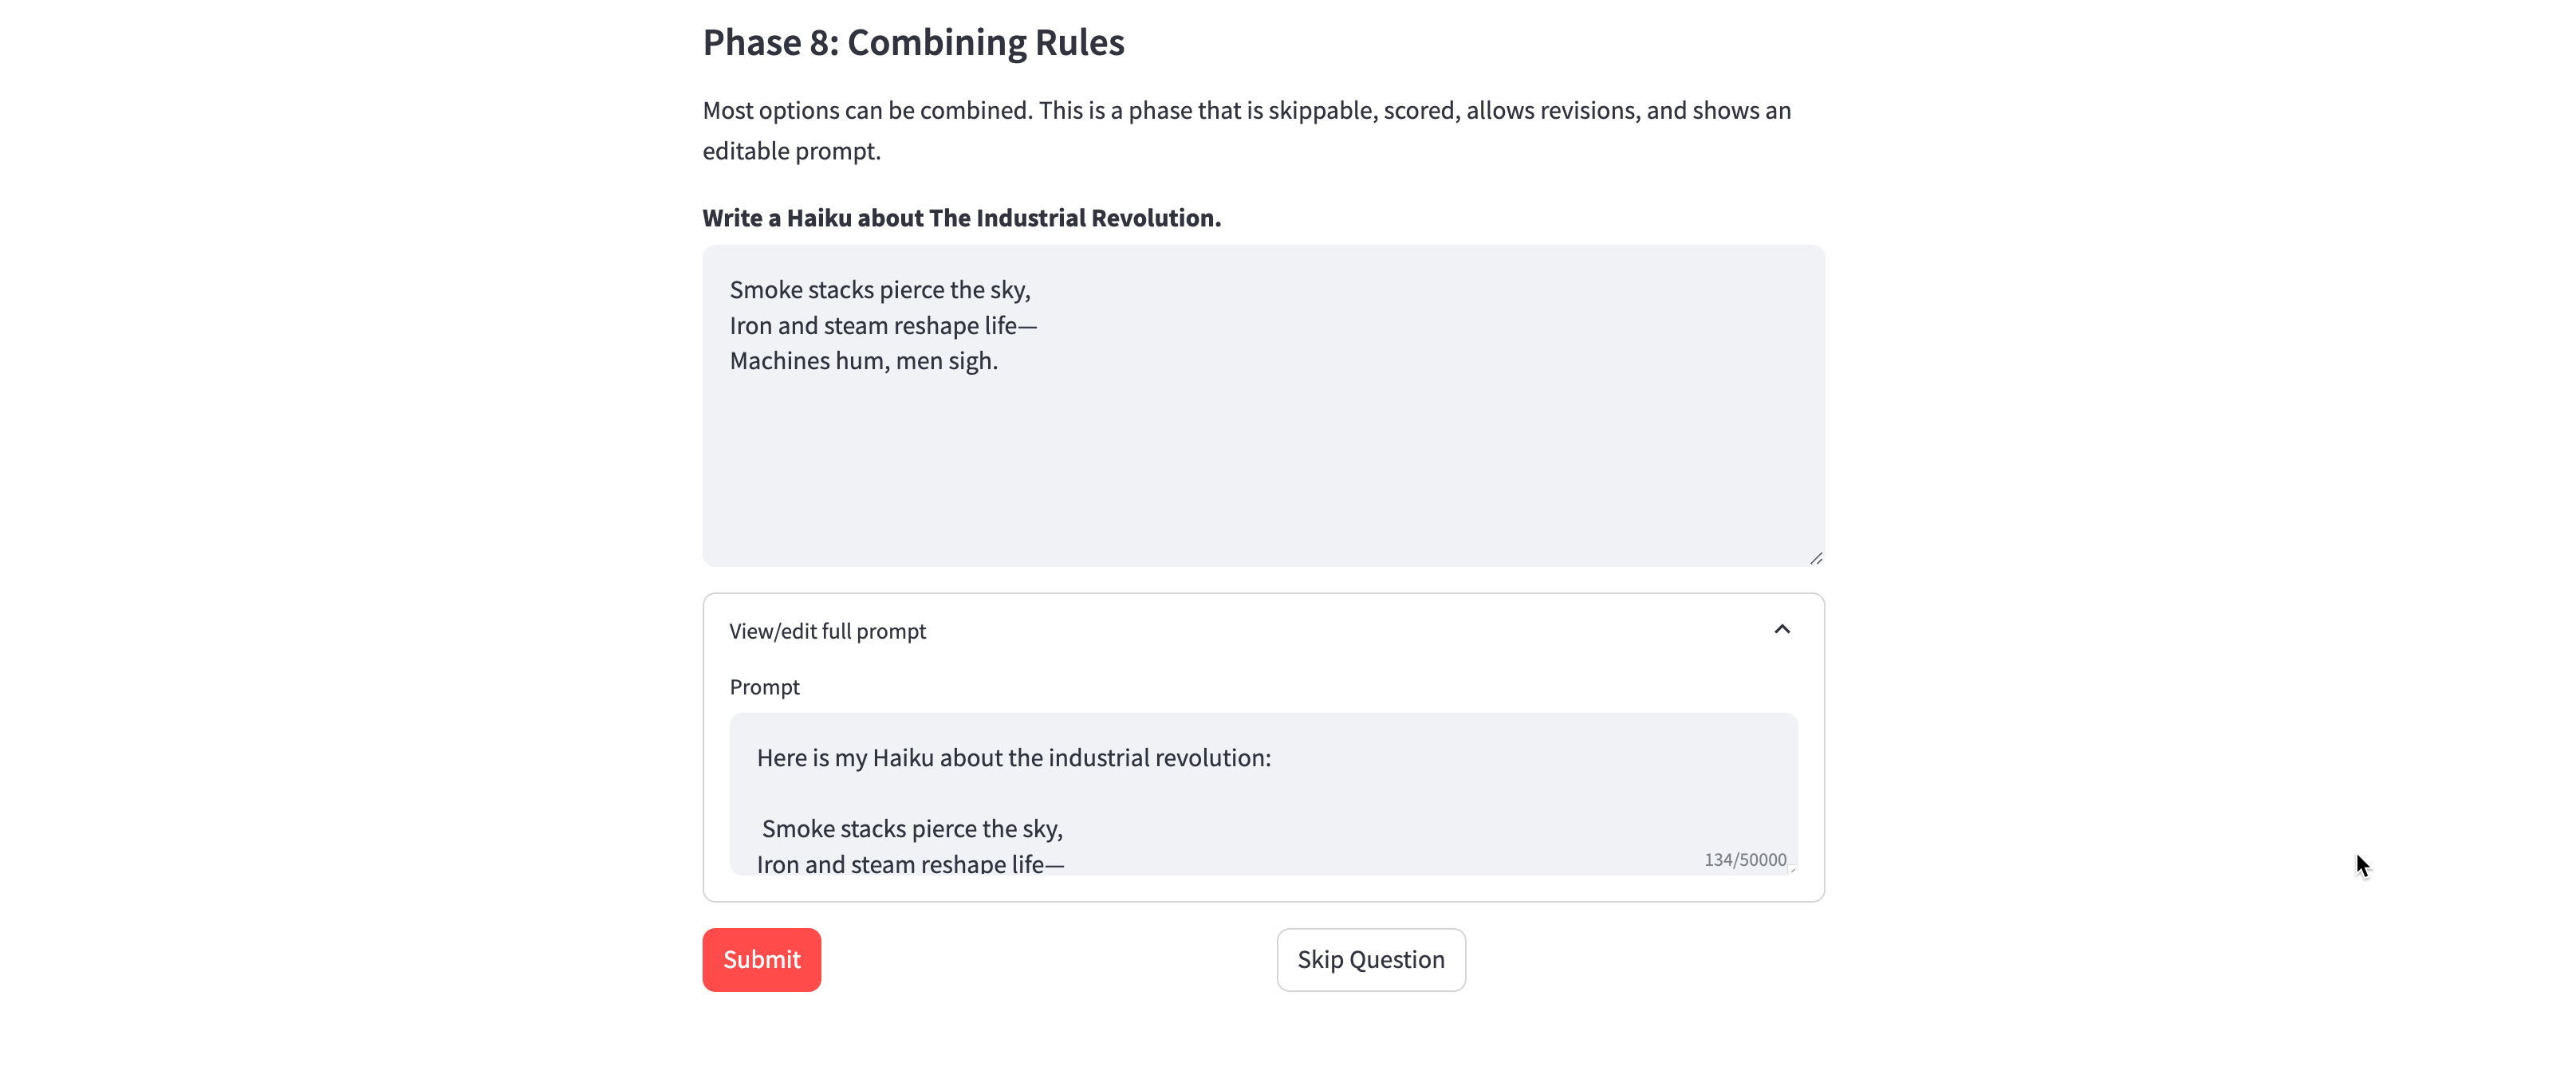 Phase 8: Combining Rules
Most options can be combined. This is a phase that is skippable, scored, allows revisions, and shows an
editable prompt.
Write a Haiku about The Industrial Revolution.
Smoke stacks pierce the sky,
Iron and steam reshape life—
Machines hum, men sigh.
View/edit full prompt
Prompt
Here is my Haiku about the industrial revolution:
Smoke stacks pierce the sky,
Iron and steam reshape life—
134/50000
Submit
Skip Question